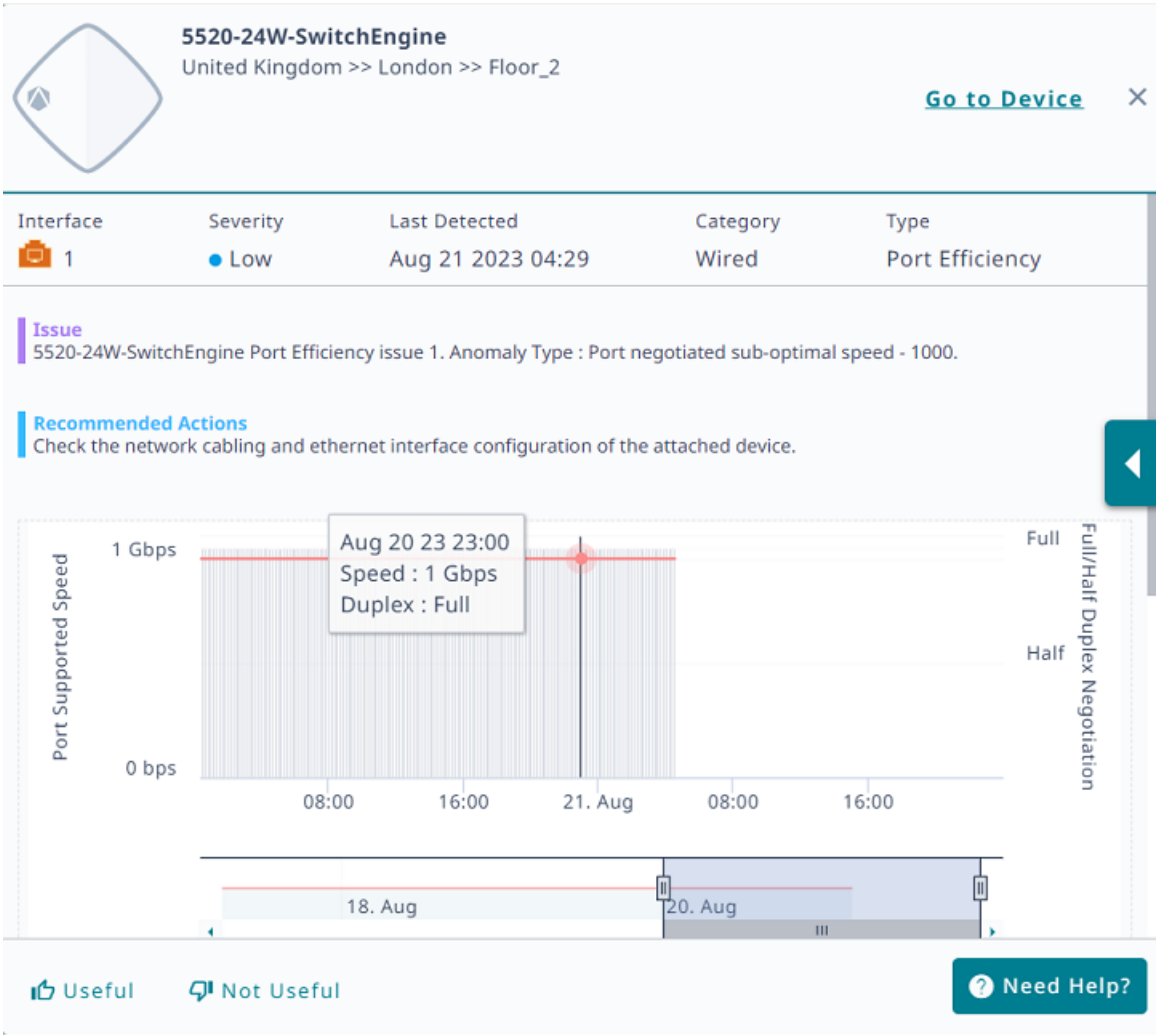 5520-24W-SwitchEngine
United Kingdom >> London >> Floor_2
Go to Device
Interface Severity Last Detected Category Type
1 Low Aug 21 2023 04:29 Wired Port Efficiency
Issue
5520-24W-SwitchEngine Port Efficiency issue 1. Anomaly Type : Port negotiated sub-optimal speed - 1000.
Recommended Actions
Check the network cabling and ethernet interface configuration of the attached device.
Port Supported Speed
1 Gbps
0 bps
Aug 20 23 23:00
Speed : 1 Gbps
Duplex : Full
Full
Half
Full/Half Duplex Negotiation
08:00 16:00 21. Aug 08:00 16:00
18. Aug 20. Aug
Useful Not Useful
Need Help?